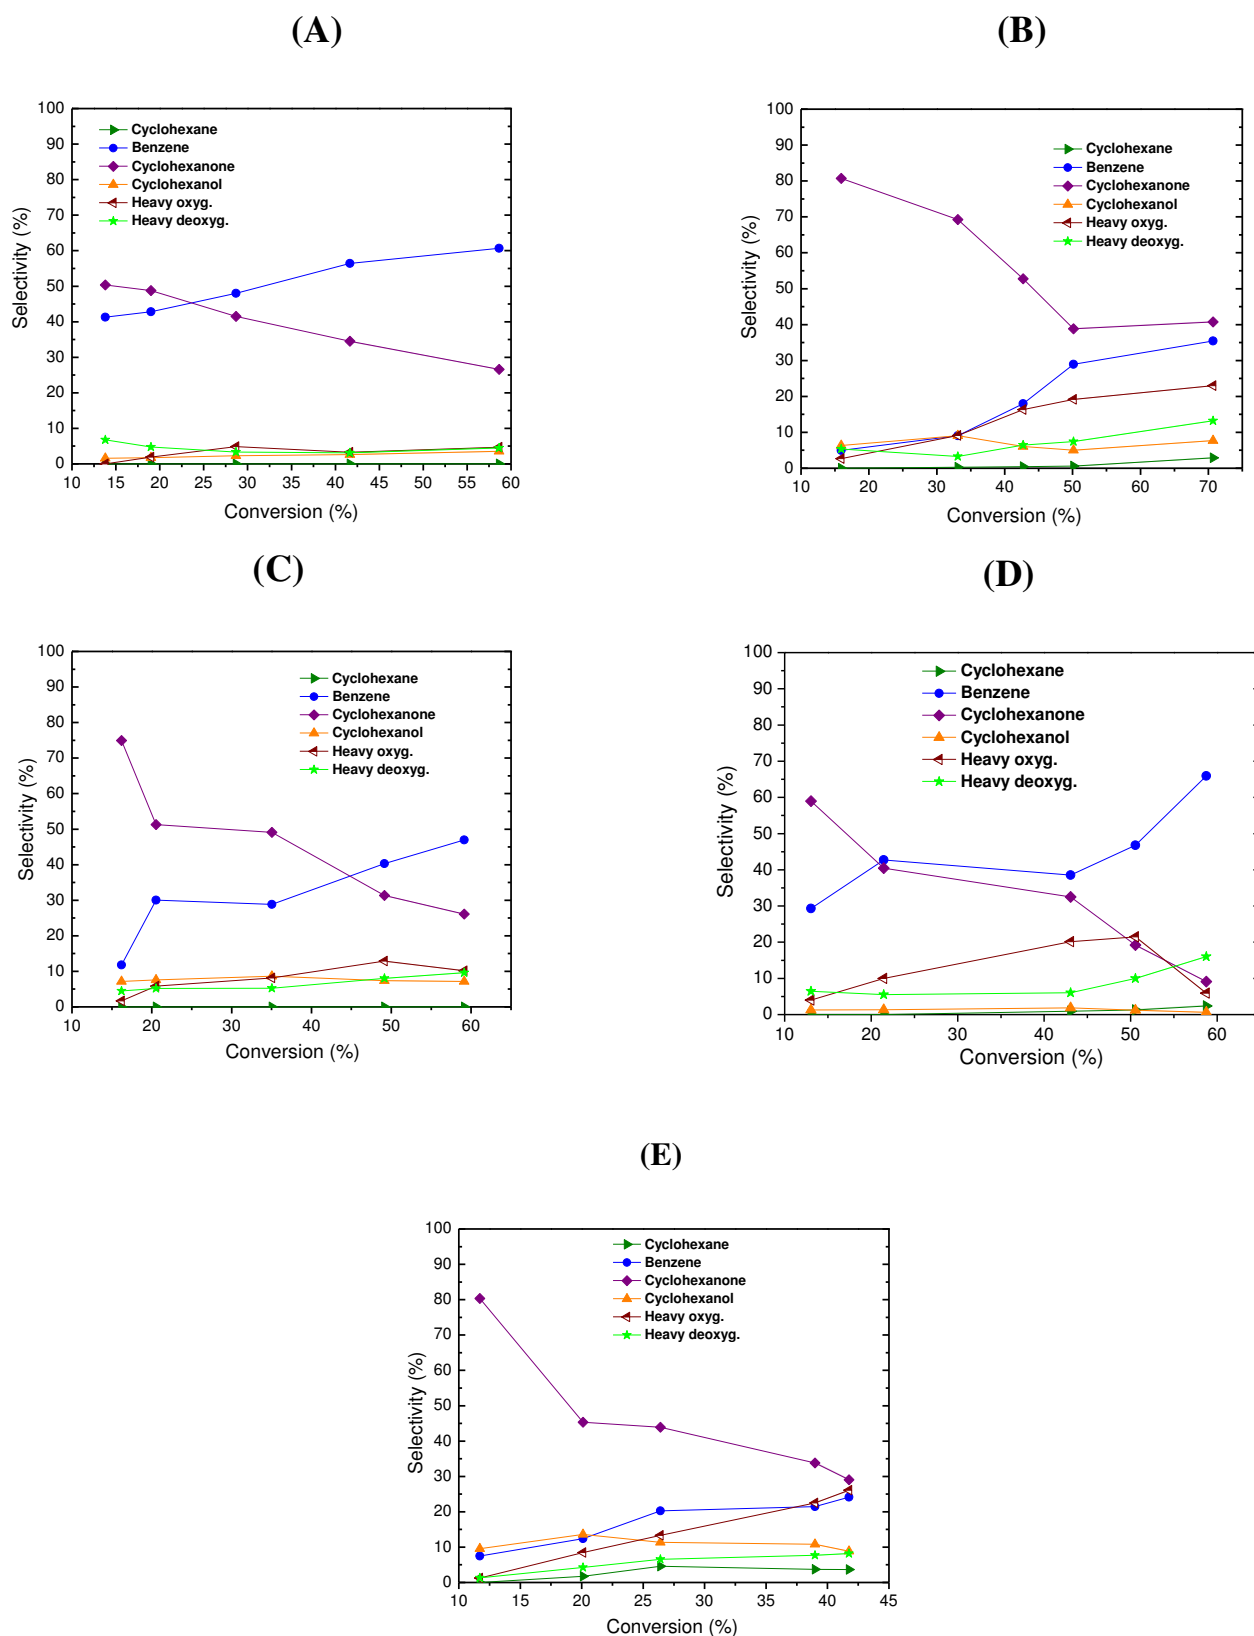 (A)
100
90
80
70
60
50
40
30
20
10
0
Selectivity (%)
Cyclohexane
Benzene
Cyclohexanone
Cyclohexanol
Heavy oxyg.
Heavy deoxyg.
10 15 20 25 30 35 40 45 50 55 60
Conversion (%)
(B)
100
90
80
70
60
50
40
30
20
10
0
Selectivity (%)
Cyclohexane
Benzene
Cyclohexanone
Cyclohexanol
Heavy oxyg.
Heavy deoxyg.
10 20 30 40 50 60 70
Conversion (%)
(C)
100
90
80
70
60
50
40
30
20
10
0
Selectivity (%)
Cyclohexane
Benzene
Cyclohexanone
Cyclohexanol
Heavy oxyg.
Heavy deoxyg.
10 20 30 40 50 60
Conversion (%)
(D)
100
90
80
70
60
50
40
30
20
10
0
Selectivity (%)
Cyclohexane
Benzene
Cyclohexanone
Cyclohexanol
Heavy oxyg.
Heavy deoxyg.
10 20 30 40 50 60
Conversion (%)
(E)
100
90
80
70
60
50
40
30
20
10
0
Selectivity (%)
Cyclohexane
Benzene
Cyclohexanone
Cyclohexanol
Heavy oxyg.
Heavy deoxyg.
10 15 20 25 30 35 40 45
Conversion (%)